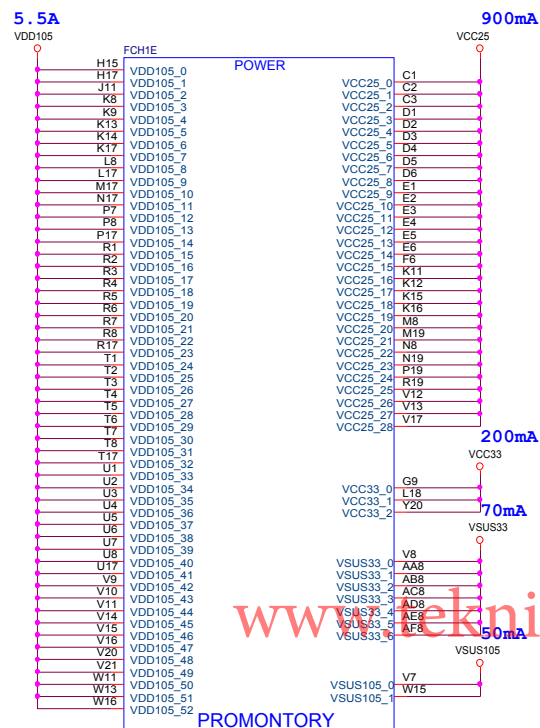 5.5A
VDD105
FCH1E
POWER
H15 VDD105_0
H17 VDD105_1
J11 VDD105_2
K8 VDD105_3
K9 VDD105_4
K13 VDD105_5
K14 VDD105_6
K17 VDD105_7
L8 VDD105_8
L17 VDD105_9
M17 VDD105_10
N17 VDD105_11
P7 VDD105_12
P8 VDD105_13
P17 VDD105_14
R1 VDD105_15
R2 VDD105_16
R3 VDD105_17
R4 VDD105_18
R5 VDD105_19
R6 VDD105_20
R7 VDD105_21
R8 VDD105_22
R17 VDD105_23
T1 VDD105_24
T2 VDD105_25
T3 VDD105_26
T4 VDD105_27
T5 VDD105_28
T6 VDD105_29
T7 VDD105_30
T8 VDD105_31
T17 VDD105_32
U1 VDD105_33
U2 VDD105_34
U3 VDD105_35
U4 VDD105_36
U5 VDD105_37
U6 VDD105_38
U7 VDD105_39
U8 VDD105_40
U17 VDD105_41
V9 VDD105_42
V10 VDD105_43
V11 VDD105_44
V14 VDD105_45
V15 VDD105_46
V16 VDD105_47
V20 VDD105_48
V21 VDD105_49
W11 VDD105_50
W13 VDD105_51
W16 VDD105_52
900mA
VCC25
VCC25_0 C1
VCC25_1 C2
VCC25_2 C3
VCC25_3 D1
VCC25_4 D2
VCC25_5 D3
VCC25_6 D4
VCC25_7 D5
VCC25_8 D6
VCC25_9 E1
VCC25_10 E2
VCC25_11 E3
VCC25_12 E4
VCC25_13 E5
VCC25_14 E6
VCC25_15 F6
VCC25_16 K11
VCC25_17 K12
VCC25_18 K15
VCC25_19 K16
VCC25_20 M8
VCC25_21 M19
VCC25_22 N8
VCC25_23 N19
VCC25_24 P19
VCC25_25 R19
VCC25_26 V12
VCC25_27 V13
VCC25_28 V17
200mA
VCC33
VCC33_0 G9
VCC33_1 L18
VCC33_2 Y20
70mA
VSUS33
VSUS33_0 V8
VSUS33_1 AA8
VSUS33_2 AB8
VSUS33_3 AC8
VSUS33_4 AD8
VSUS33_5 AE8
VSUS33_6 AF8
www.tekni
50mA
VSUS105
VSUS105_0 V7
VSUS105_1 W15
PROMONTORY